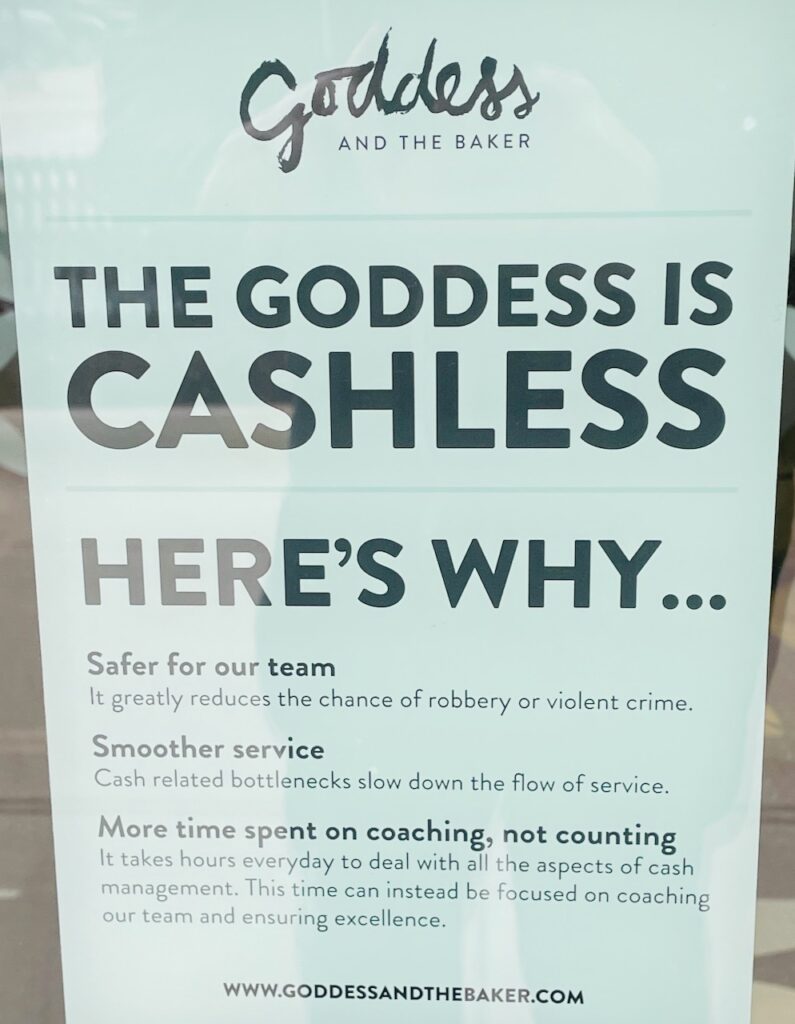 Goddess
AND THE BAKER
THE GODDESS IS
CASHLESS
HERE'S WHY...
Safer for our team
It greatly reduces the chance of robbery or violent crime.
Smoother service
Cash related bottlenecks slow down the flow of service.
More time spent on coaching, not counting
It takes hours everyday to deal with all the aspects of cash
management. This time can instead be focused on coaching
our team and ensuring excellence.
WWW.GODDESSANDTHEBAKER.COM